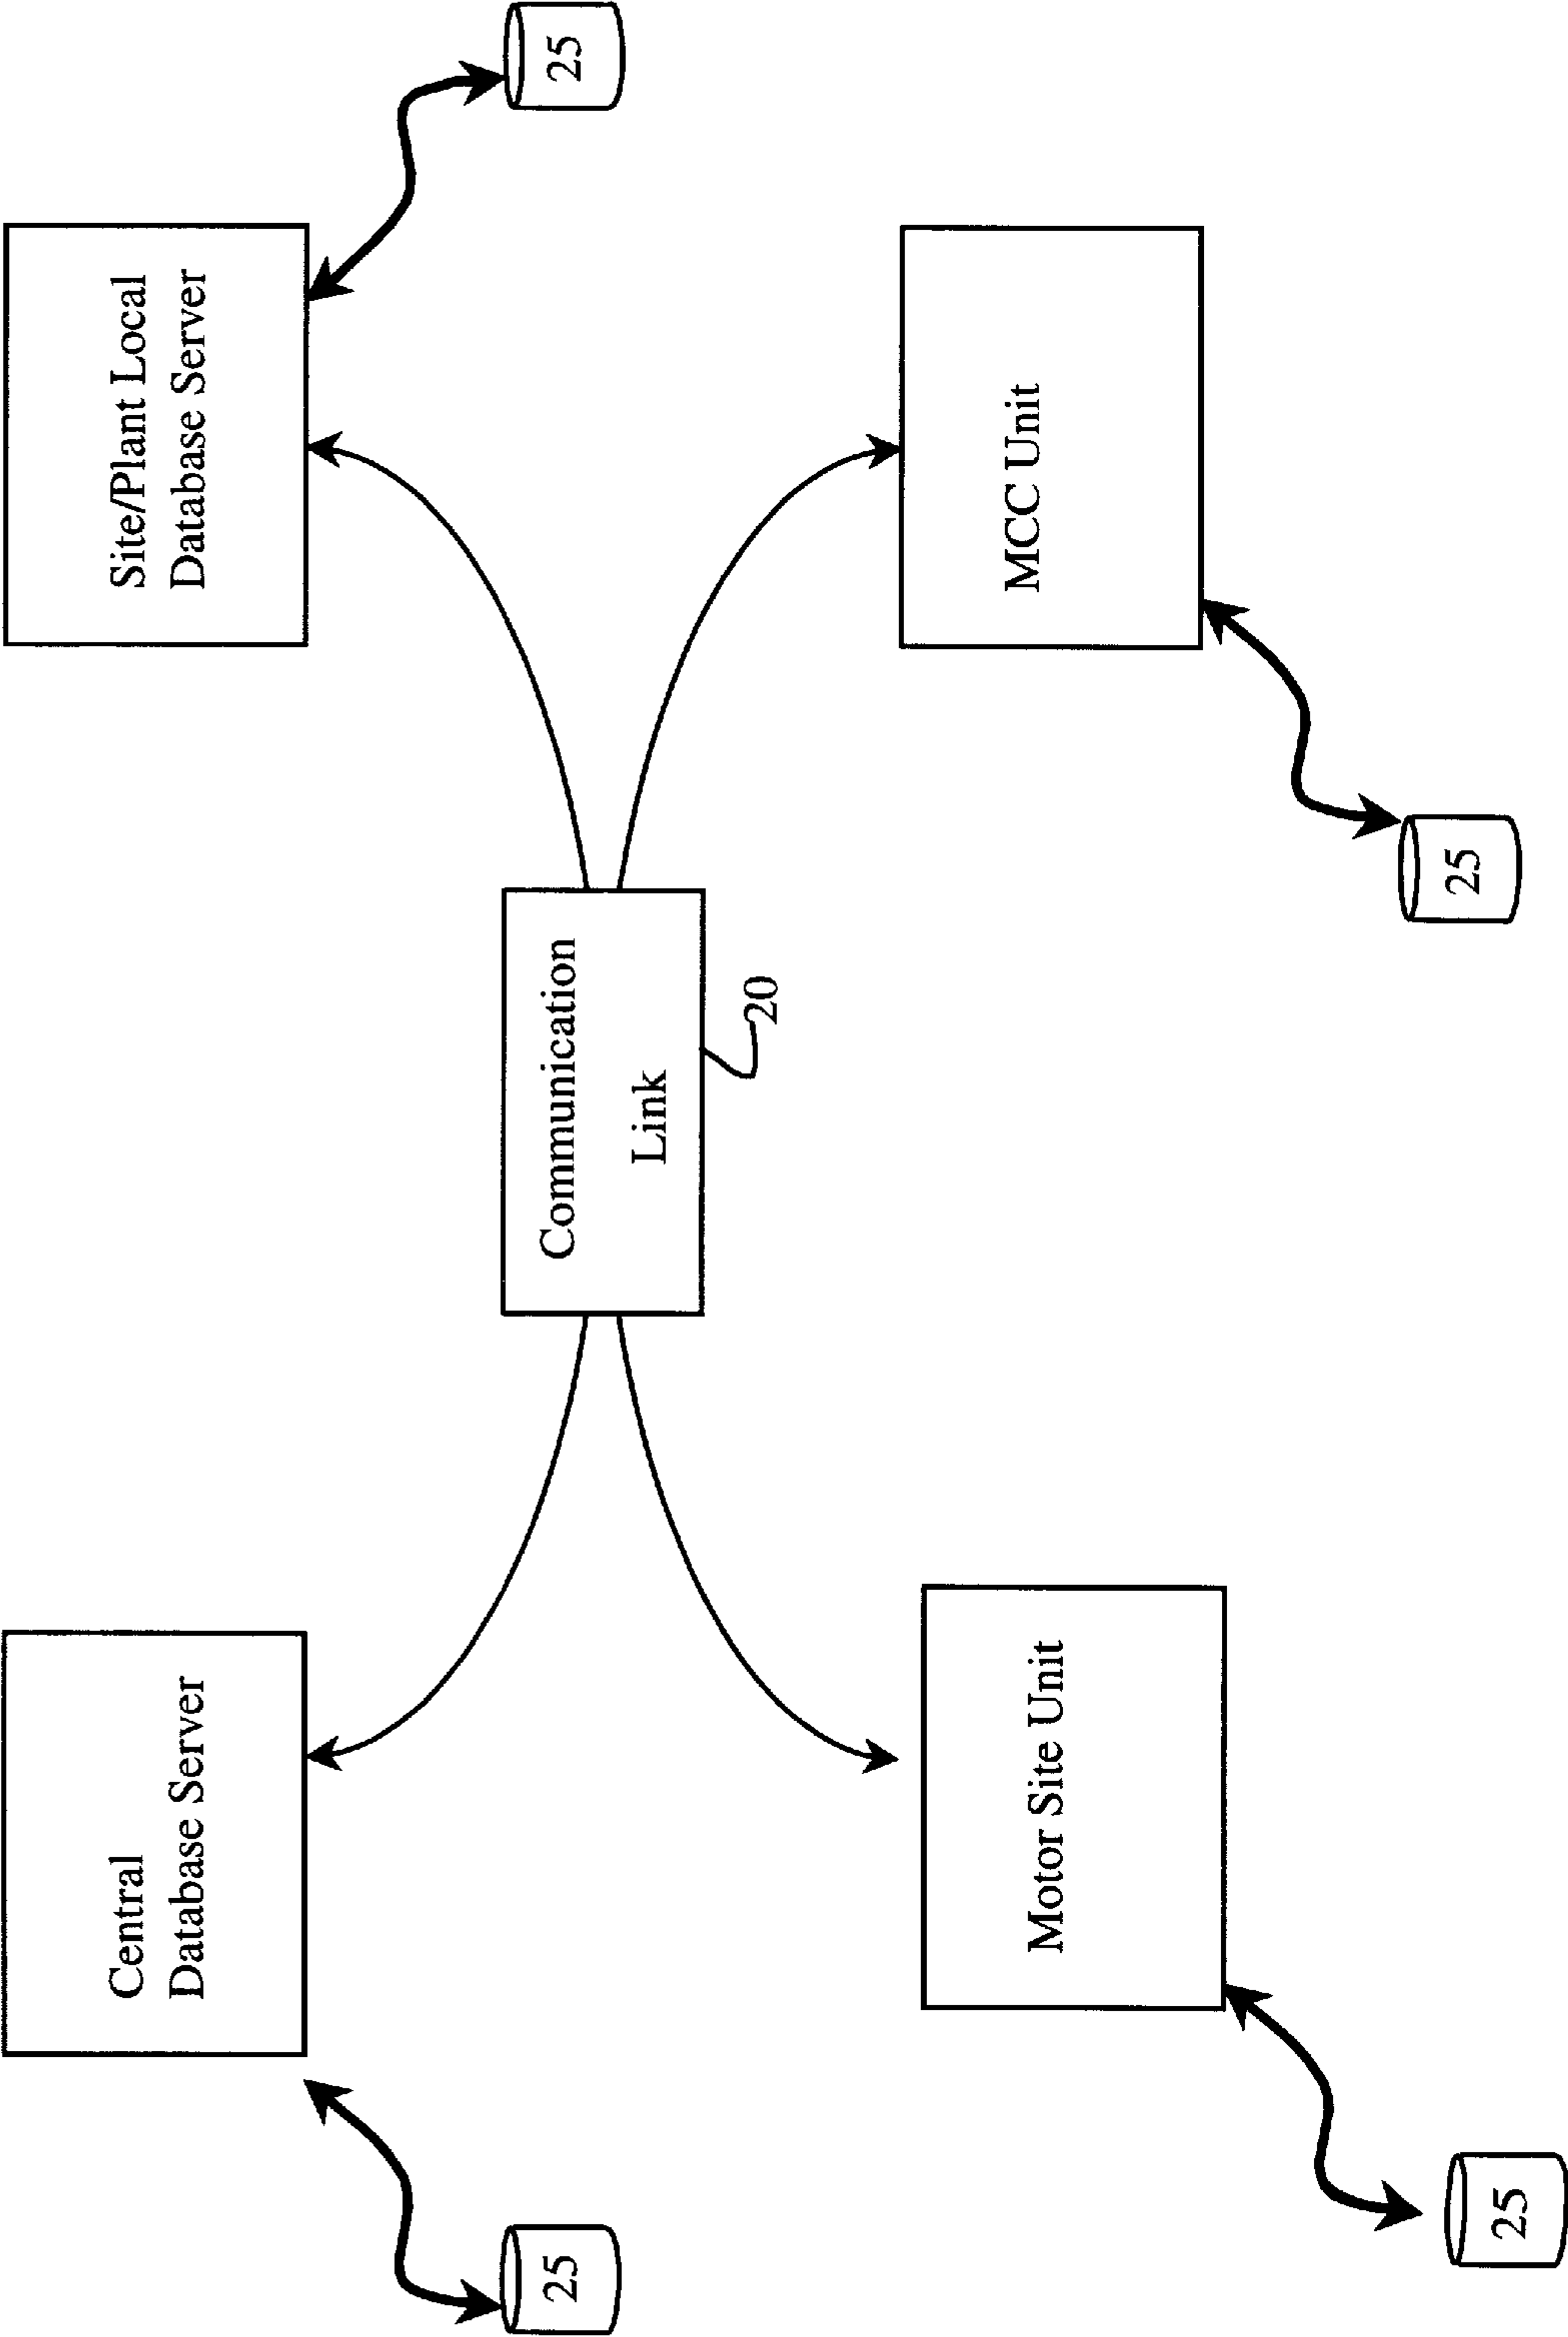 Central
Database Server
Site/Plant Local
Database Server
25
Communication
Link
25
20
Motor Site Unit
MCC Unit
25
25